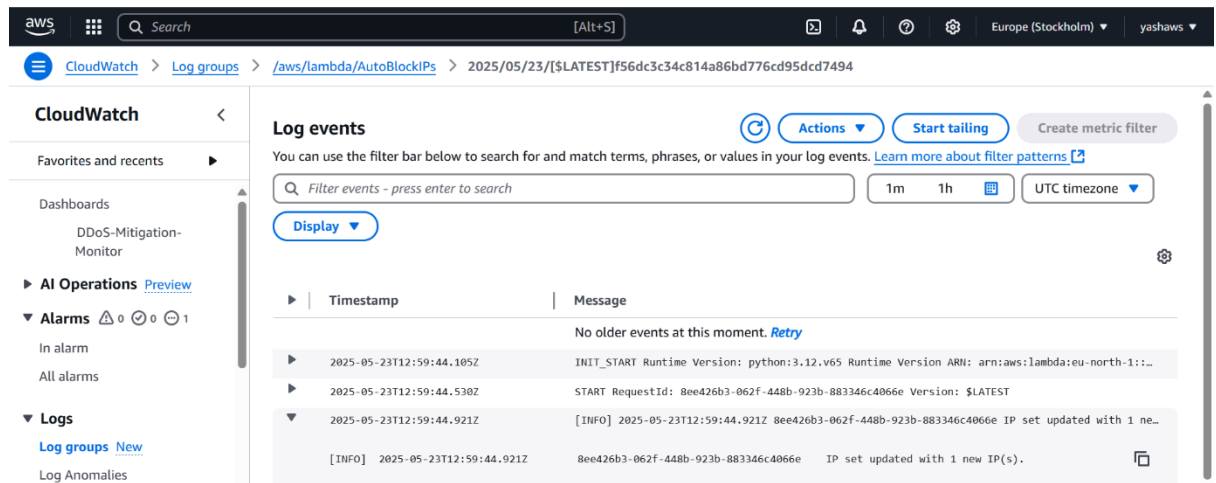 aws Search [Alt+S] Europe (Stockholm) yashaws
CloudWatch > Log groups > /aws/lambda/AutoBlockIPs > 2025/05/23/[$LATEST]f56dc3c34c814a86bd776cd95dcd7494
CloudWatch
Favorites and recents
Dashboards
DDoS-Mitigation-
Monitor
AI Operations Preview
Alarms 0 0 1
In alarm
All alarms
Logs
Log groups New
Log Anomalies
Log events
Actions Start tailing Create metric filter
You can use the filter bar below to search for and match terms, phrases, or values in your log events. Learn more about filter patterns
Filter events - press enter to search 1m 1h UTC timezone
Display
Timestamp Message
No older events at this moment. Retry
2025-05-23T12:59:44.105Z INIT_START Runtime Version: python:3.12.v65 Runtime Version ARN: arn:aws:lambda:eu-north-1::…
2025-05-23T12:59:44.530Z START RequestId: 8ee426b3-062f-448b-923b-883346c4066e Version: $LATEST
2025-05-23T12:59:44.921Z [INFO] 2025-05-23T12:59:44.921Z 8ee426b3-062f-448b-923b-883346c4066e IP set updated with 1 ne…
[INFO] 2025-05-23T12:59:44.921Z 8ee426b3-062f-448b-923b-883346c4066e IP set updated with 1 new IP(s).